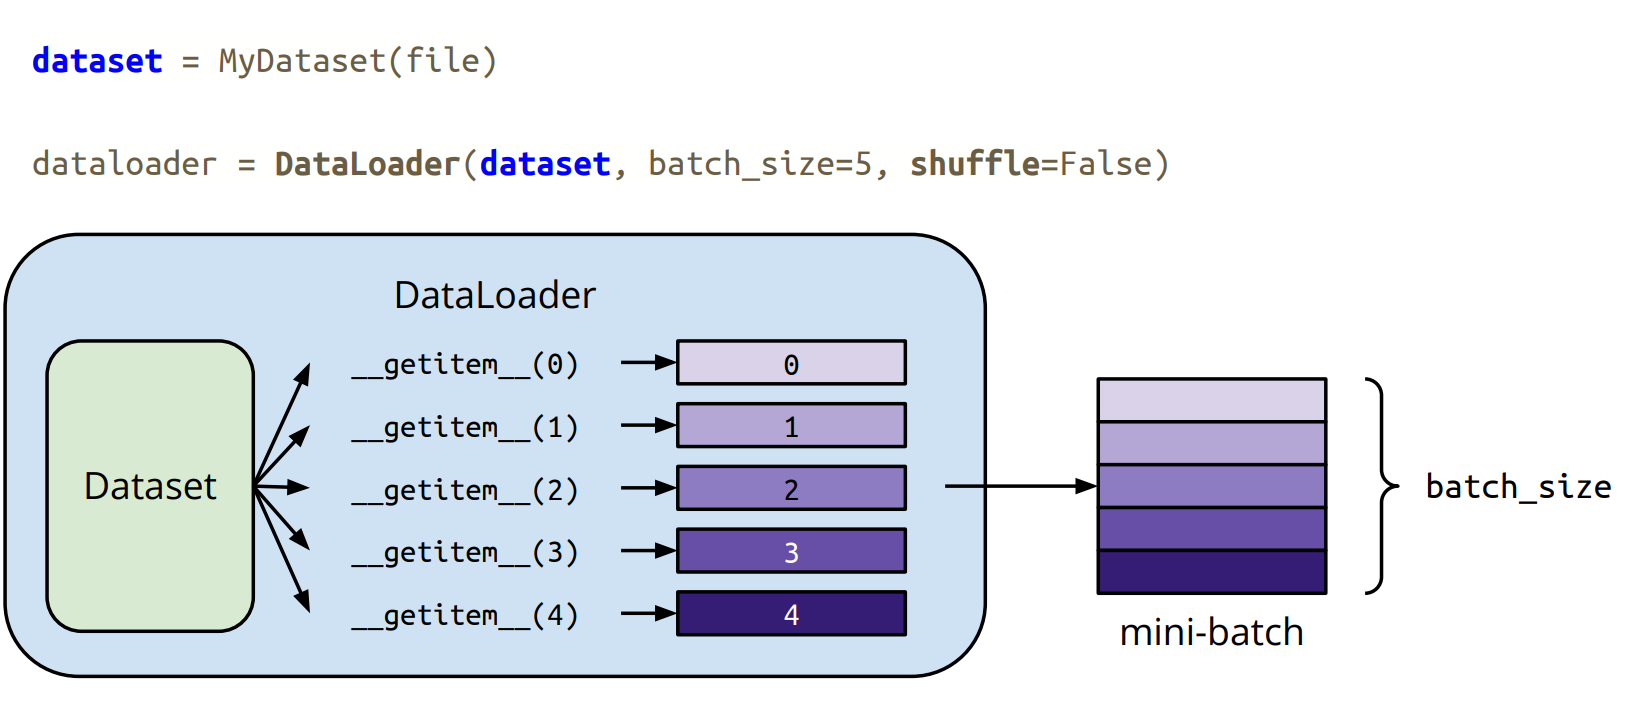 dataset = MyDataset(file)
dataloader = DataLoader(dataset, batch_size=5, shuffle=False)
DataLoader
Dataset
__getitem__(0)
0
__getitem__(1)
1
__getitem__(2)
2
__getitem__(3)
3
__getitem__(4)
4
batch_size
mini-batch